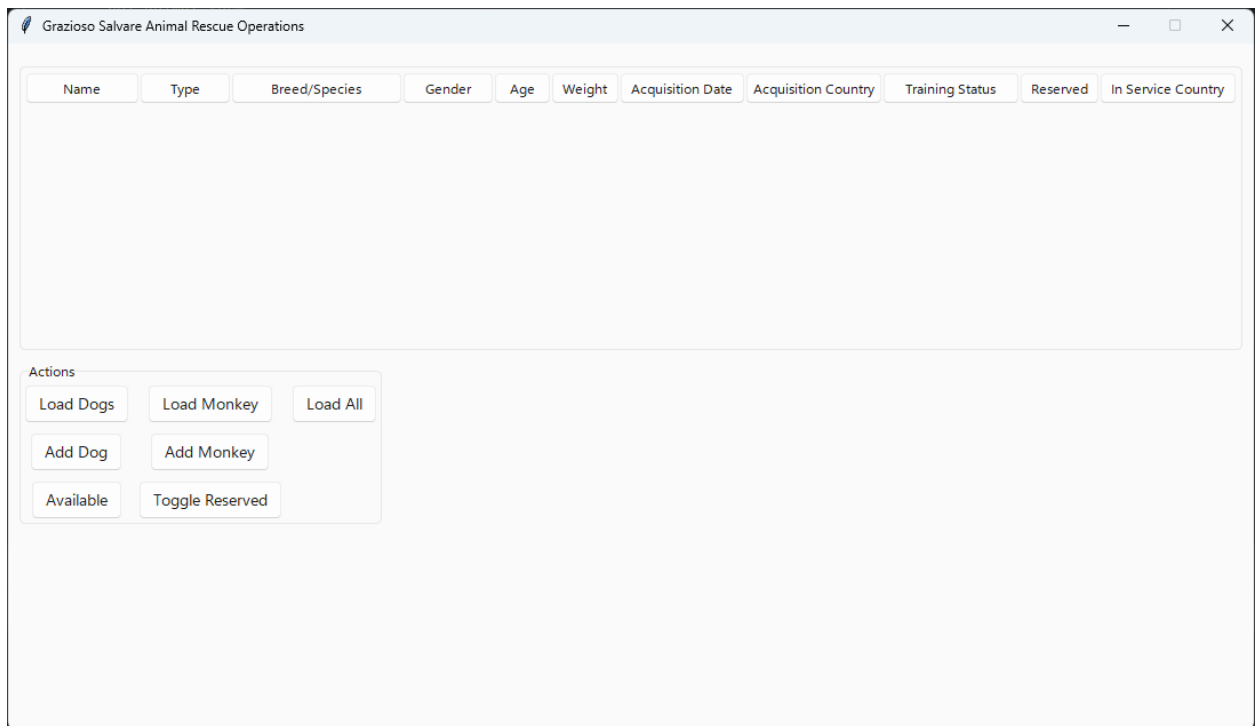 Grazioso Salvare Animal Rescue Operations
Name Type Breed/Species Gender Age Weight Acquisition Date Acquisition Country Training Status Reserved In Service Country
Actions
Load Dogs Load Monkey Load All
Add Dog Add Monkey
Available Toggle Reserved